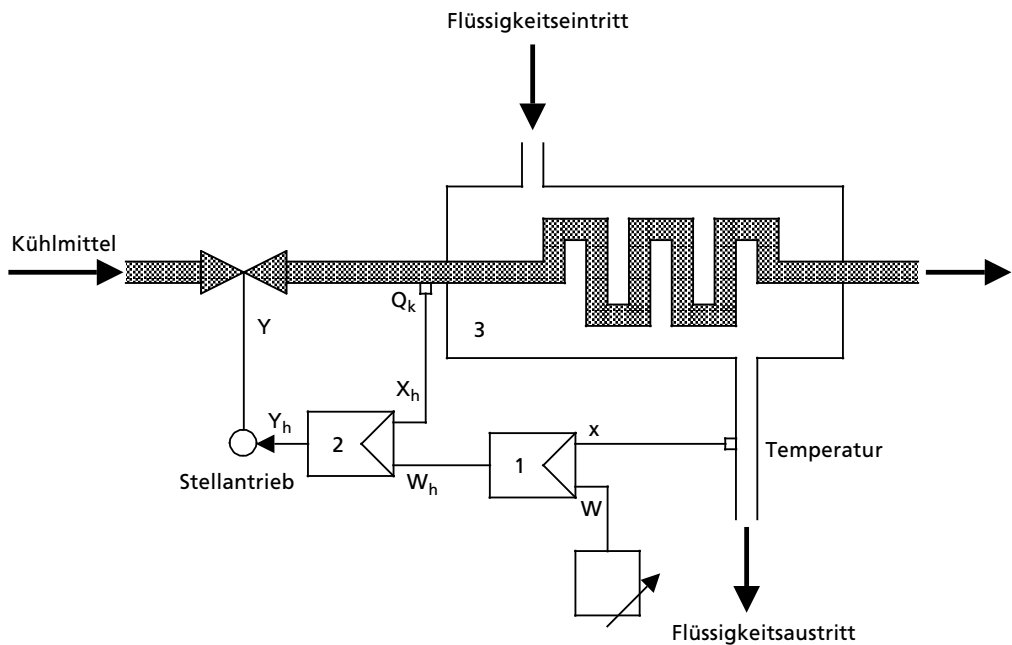 Flüssigkeitseintritt
Kühlmittel
Qk
3
Y
Xh
Yh
2
x
1
Temperatur
Stellantrieb
Wh
W
Flüssigkeitsaustritt